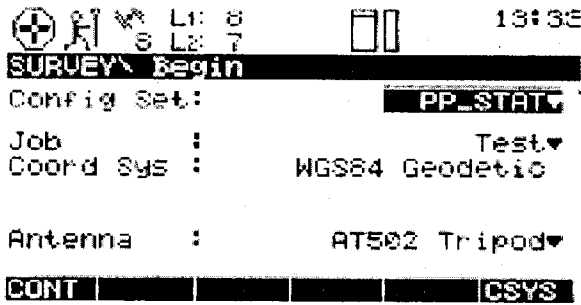 L1: 8 13:33
8 L2: 7
SURVEY\ Begin
Config Set: PP_STAT▼
Job : Test▼
Coord Sys : WGS84 Geodetic
Antenna : AT502 Tripod▼
CONT CSYS